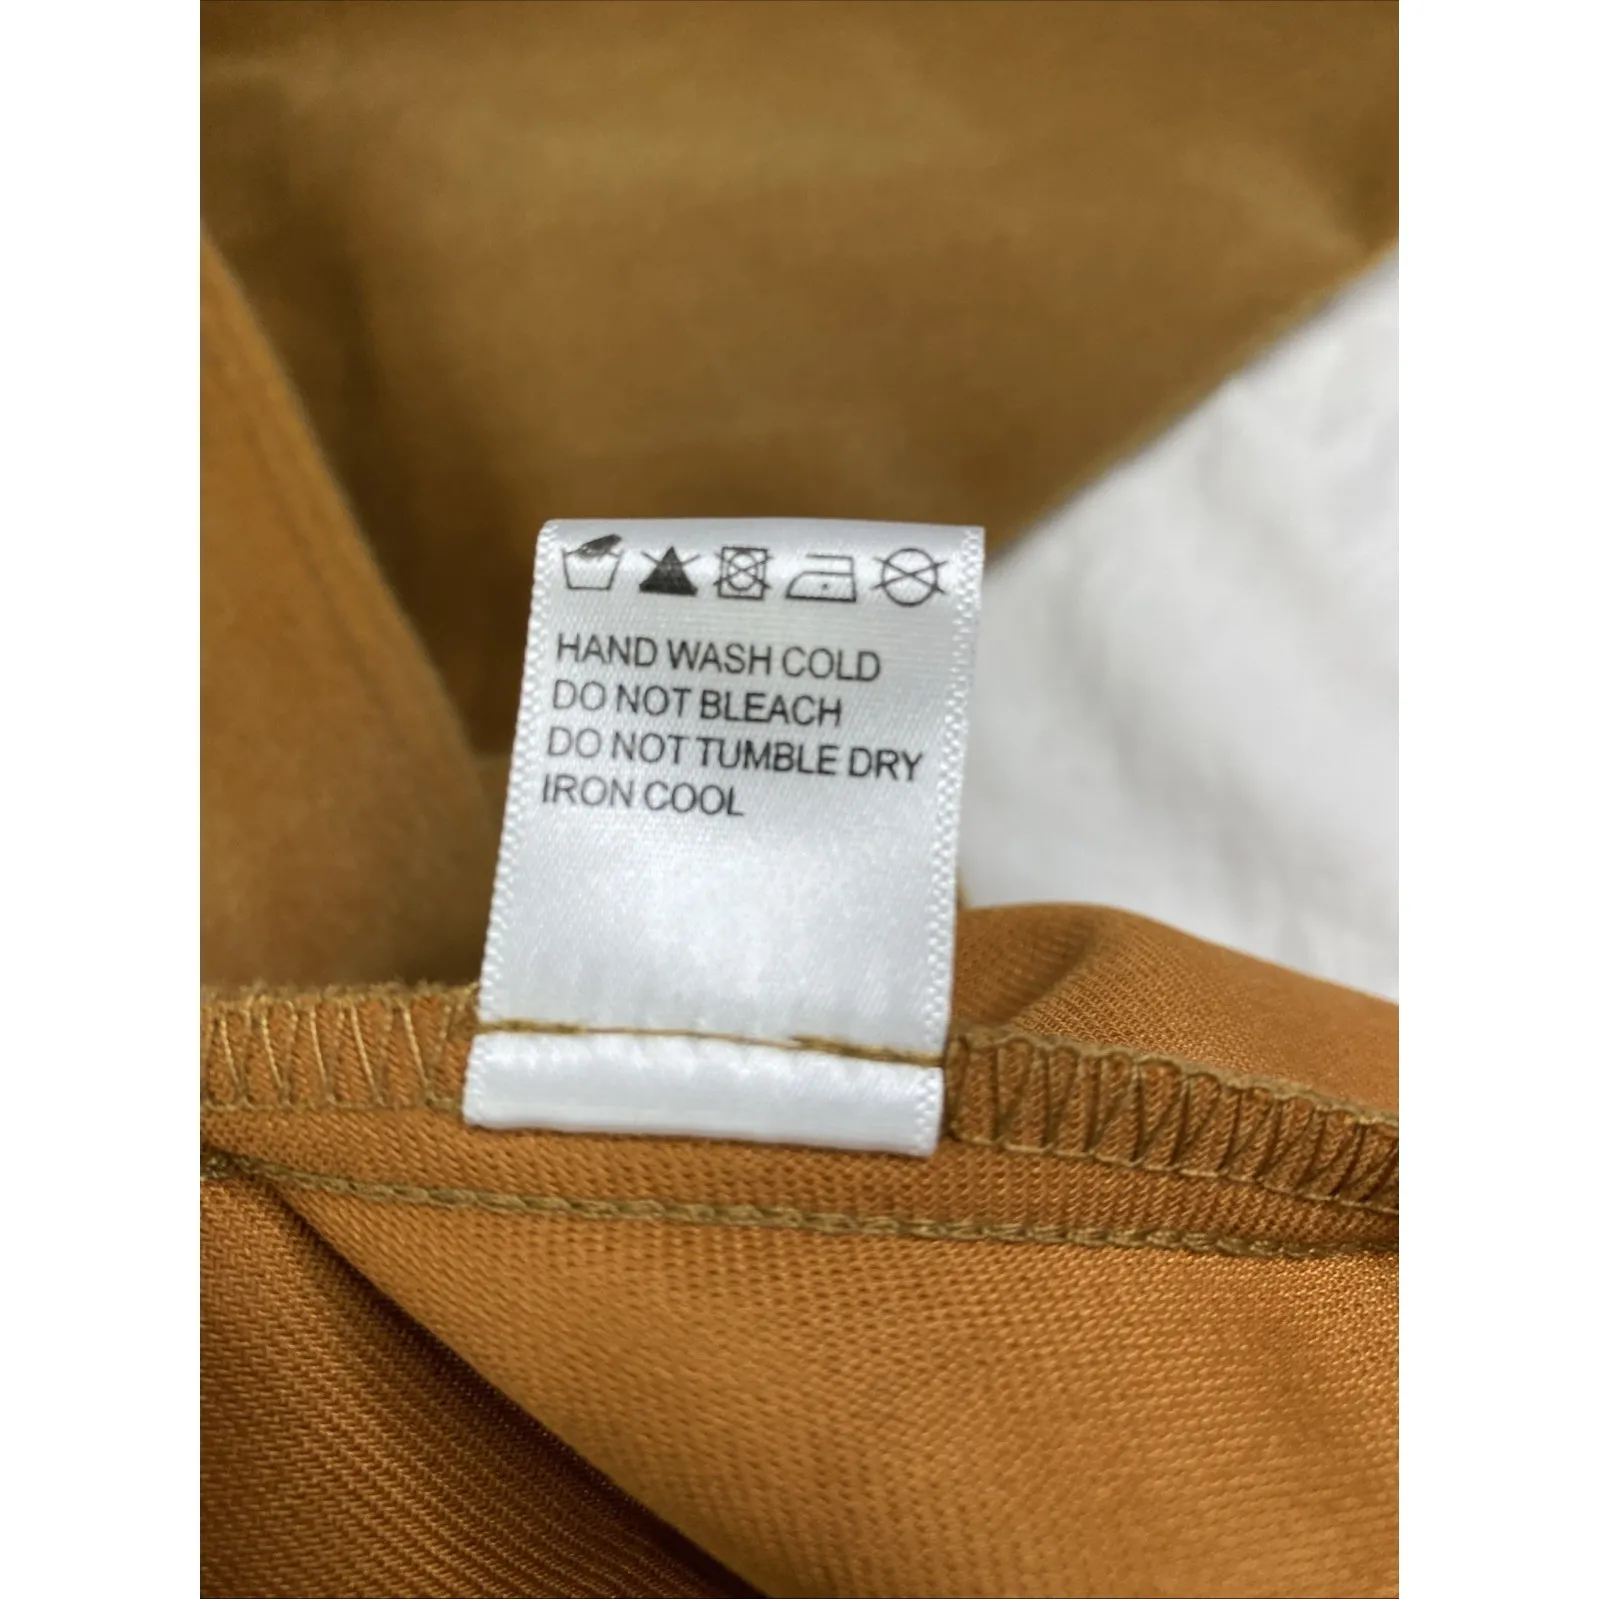 HAND WASH COLD
DO NOT BLEACH
DO NOT TUMBLE DRY
IRON COOL